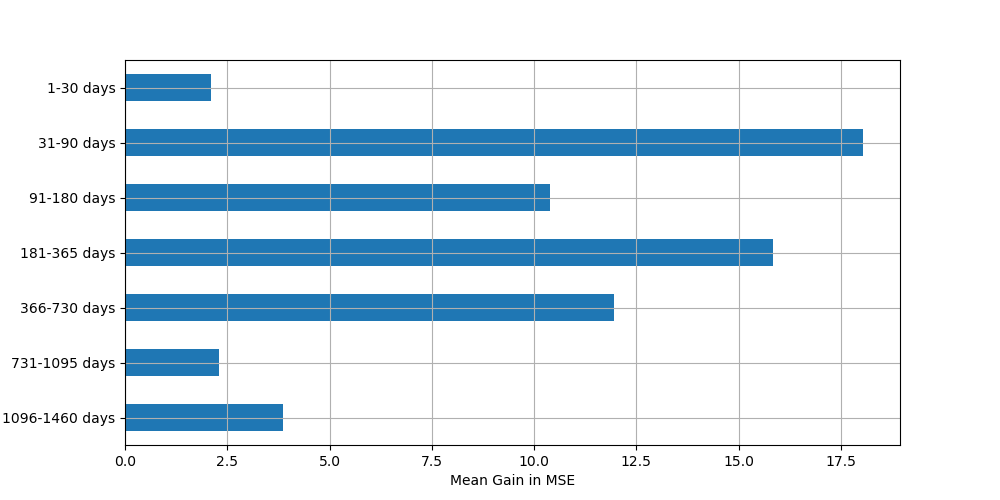 1-30 days
31-90 days
91-180 days
181-365 days
366-730 days
731-1095 days
1096-1460 days
0.0 2.5 5.0 7.5 10.0 12.5 15.0 17.5
Mean Gain in MSE